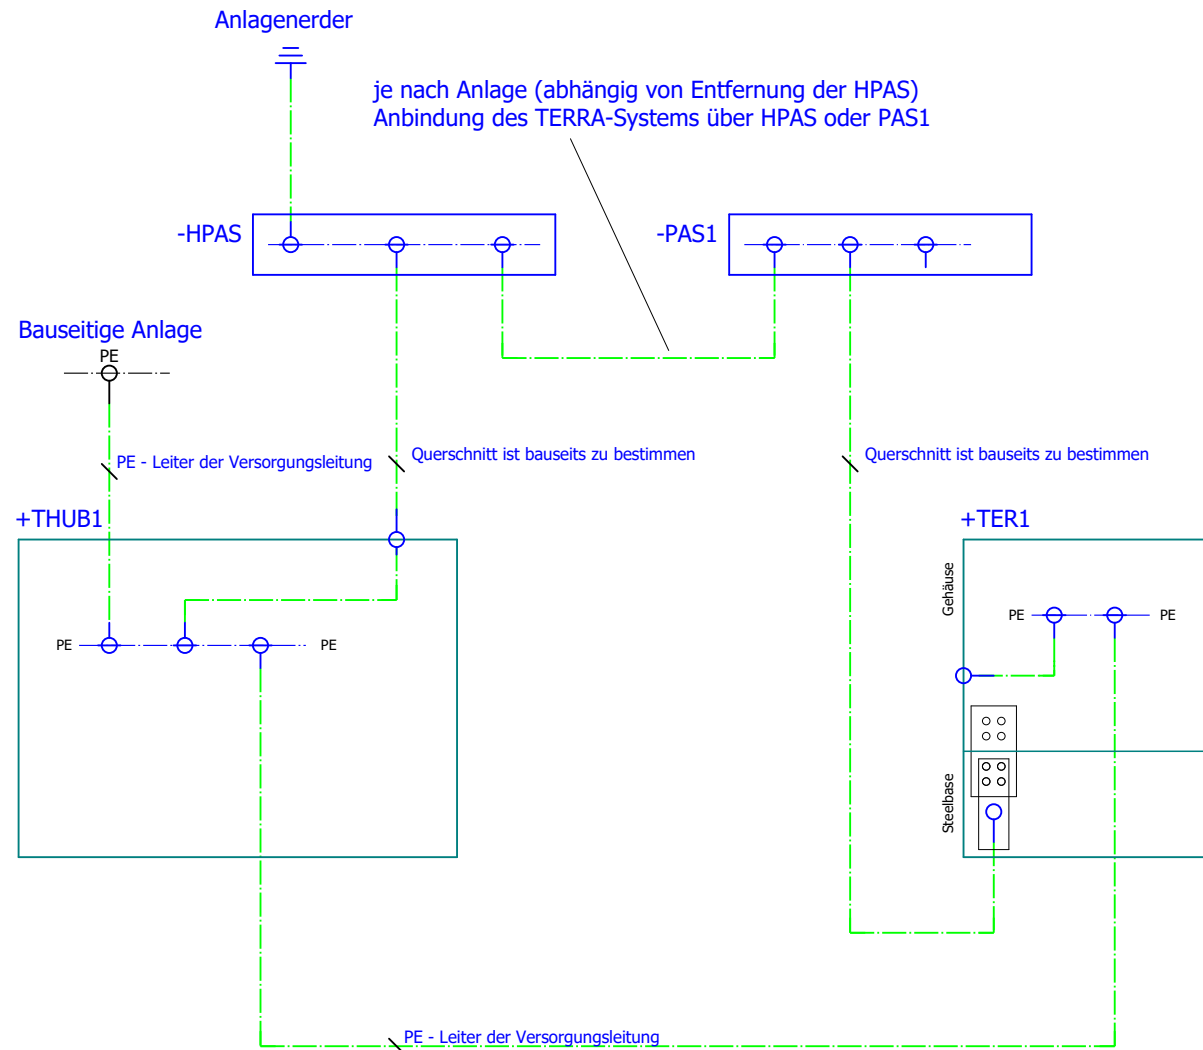 Anlagenerder
je nach Anlage (abhängig von Entfernung der HPAS)
Anbindung des TERRA-Systems über HPAS oder PAS1
-HPAS
-PAS1
Bauseitige Anlage
PE
PE - Leiter der Versorgungsleitung
Querschnitt ist bauseits zu bestimmen
Querschnitt ist bauseits zu bestimmen
+THUB1
+TER1
Gehäuse
PE
PE
PE
PE
Steelbase
PE - Leiter der Versorgungsleitung